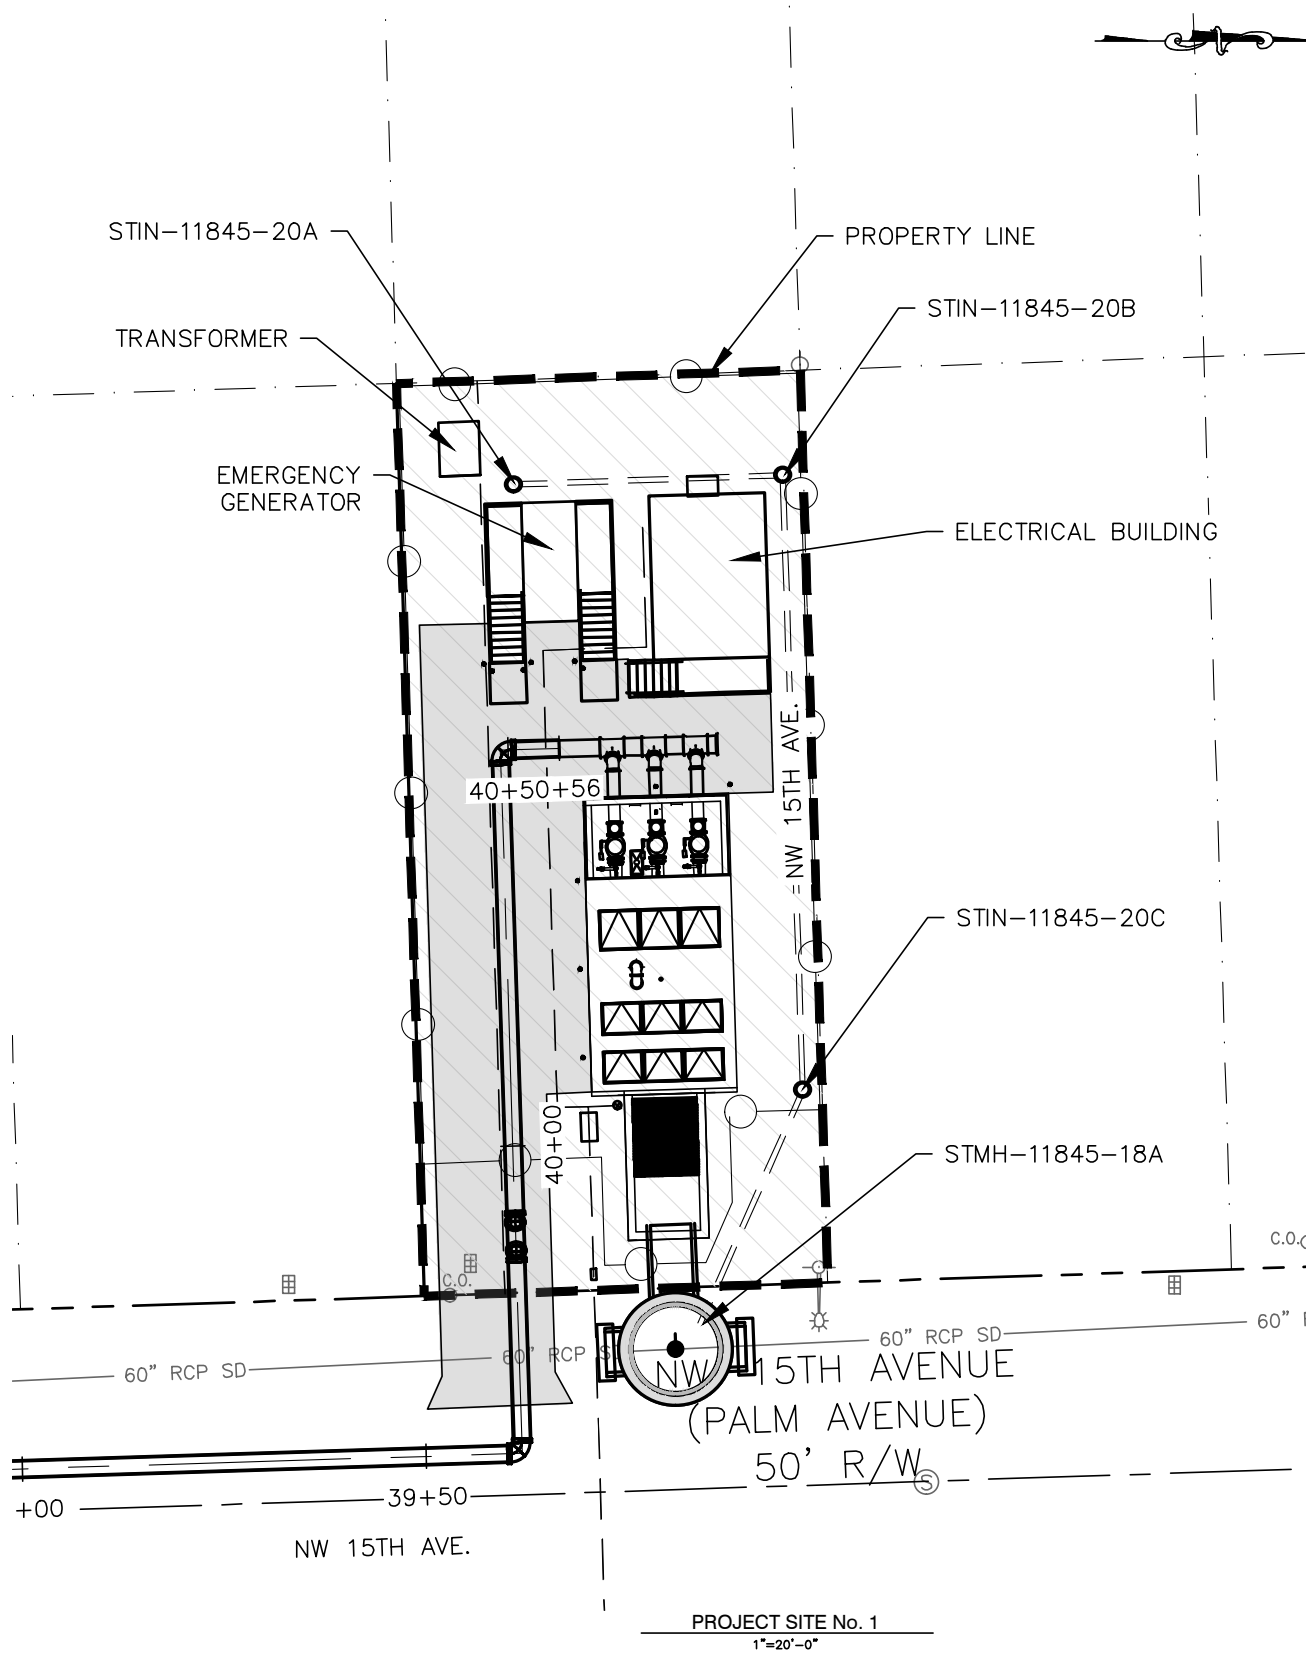 STIN-11845-20A
PROPERTY LINE
STIN-11845-20B
TRANSFORMER
EMERGENCY
GENERATOR
ELECTRICAL BUILDING
NW 15TH AVE.
40+50+56
STIN-11845-20C
40+00
STMH-11845-18A
C.O.
C.O.
60" RCP SD
60" RCP S
60" RCP SD
60" R
NW 15TH AVENUE
(PALM AVENUE)
50' R/W
S
+00
39+50
NW 15TH AVE.
PROJECT SITE No. 1
1"=20'-0"